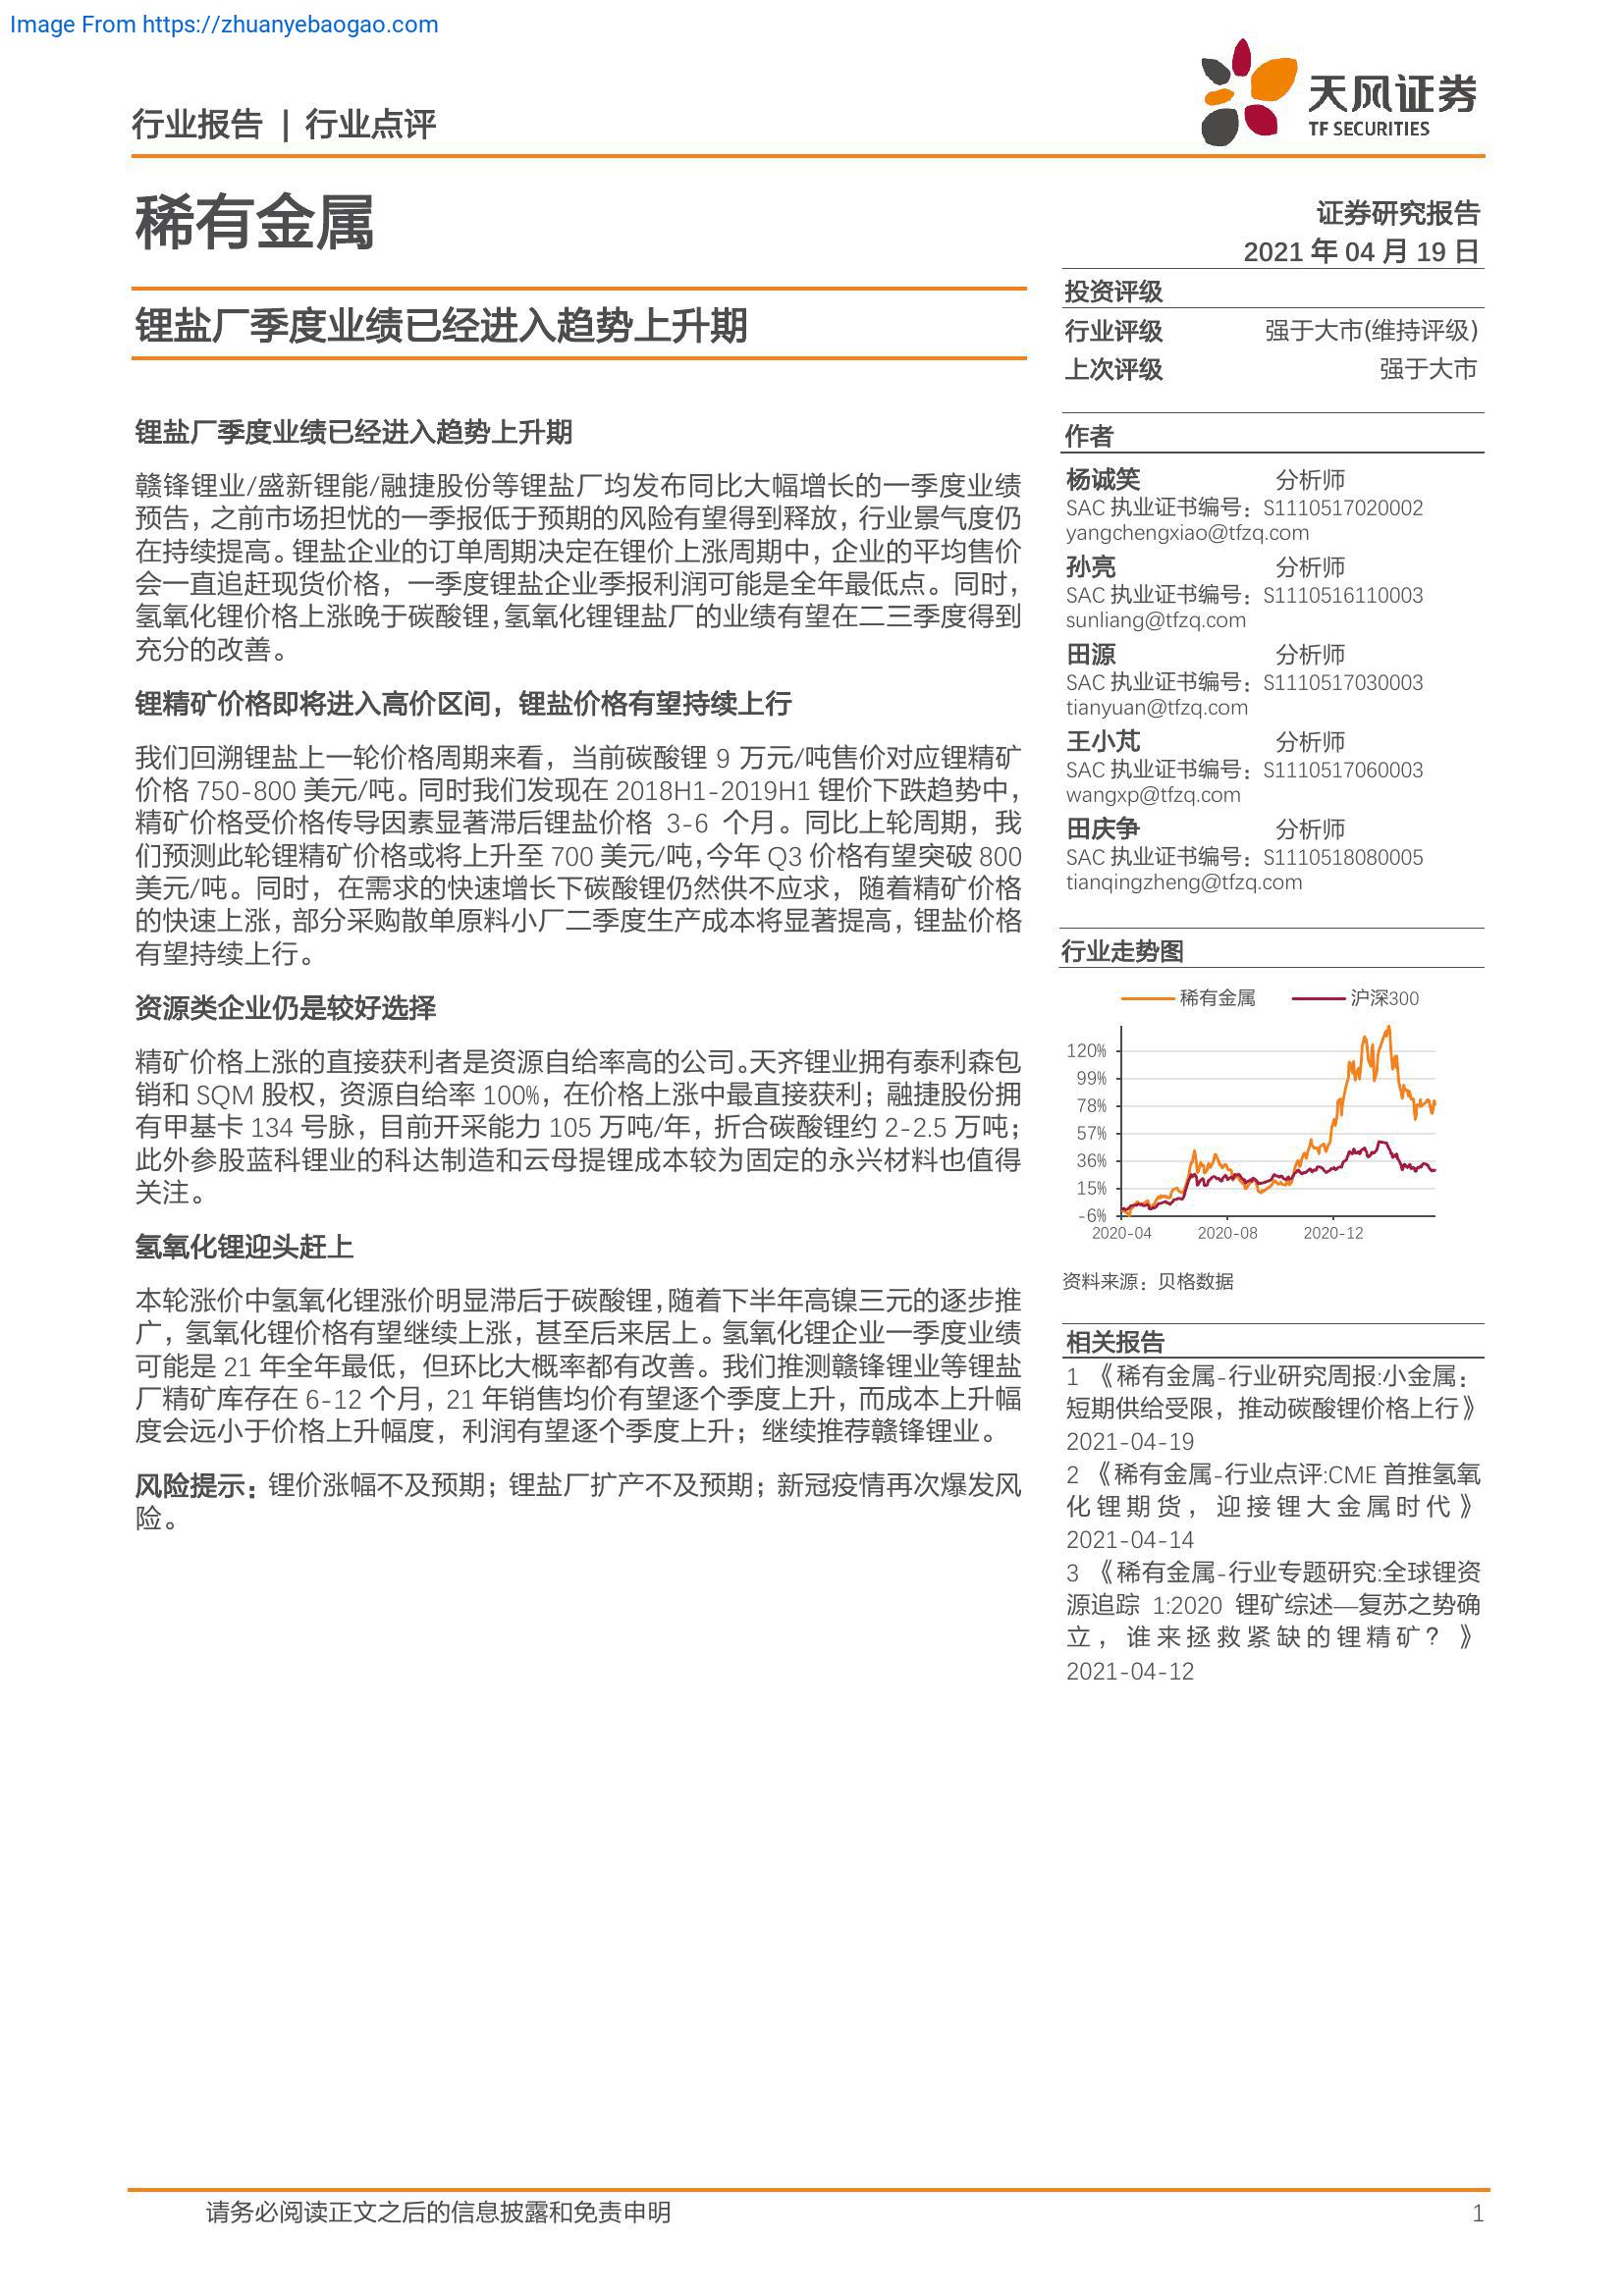 Image From https://zhuanyebaogao.com
行业报告 | 行业点评
天风证券
TF SECURITIES
稀有金属
证券研究报告
2021 年 04 月 19 日
锂盐厂季度业绩已经进入趋势上升期
投资评级
行业评级 强于大市(维持评级)
上次评级 强于大市
锂盐厂季度业绩已经进入趋势上升期
赣锋锂业/盛新锂能/融捷股份等锂盐厂均发布同比大幅增长的一季度业绩
预告，之前市场担忧的一季报低于预期的风险有望得到释放，行业景气度仍
在持续提高。锂盐企业的订单周期决定在锂价上涨周期中，企业的平均售价
会一直追赶现货价格，一季度锂盐企业季报利润可能是全年最低点。同时，
氢氧化锂价格上涨晚于碳酸锂，氢氧化锂锂盐厂的业绩有望在二三季度得到
充分的改善。
锂精矿价格即将进入高价区间，锂盐价格有望持续上行
我们回溯锂盐上一轮价格周期来看，当前碳酸锂 9 万元/吨售价对应锂精矿
价格 750-800 美元/吨。同时我们发现在 2018H1-2019H1 锂价下跌趋势中，
精矿价格受价格传导因素显著滞后锂盐价格 3-6 个月。同比上轮周期，我
们预测此轮锂精矿价格或将上升至 700 美元/吨，今年 Q3 价格有望突破 800
美元/吨。同时，在需求的快速增长下碳酸锂仍然供不应求，随着精矿价格
的快速上涨，部分采购散单原料小厂二季度生产成本将显著提高，锂盐价格
有望持续上行。
资源类企业仍是较好选择
精矿价格上涨的直接获利者是资源自给率高的公司。天齐锂业拥有泰利森包
销和 SQM 股权，资源自给率 100%，在价格上涨中最直接获利；融捷股份拥
有甲基卡 134 号脉，目前开采能力 105 万吨/年，折合碳酸锂约 2-2.5 万吨；
此外参股蓝科锂业的科达制造和云母提锂成本较为固定的永兴材料也值得
关注。
氢氧化锂迎头赶上
本轮涨价中氢氧化锂涨价明显滞后于碳酸锂，随着下半年高镍三元的逐步推
广，氢氧化锂价格有望继续上涨，甚至后来居上。氢氧化锂企业一季度业绩
可能是 21 年全年最低，但环比大概率都有改善。我们推测赣锋锂业等锂盐
厂精矿库存在 6-12 个月，21 年销售均价有望逐个季度上升，而成本上升幅
度会远小于价格上升幅度，利润有望逐个季度上升；继续推荐赣锋锂业。
风险提示：锂价涨幅不及预期；锂盐厂扩产不及预期；新冠疫情再次爆发风
险。
作者
杨诚笑 分析师
SAC 执业证书编号：S1110517020002
yangchengxiao@tfzq.com
孙亮 分析师
SAC 执业证书编号：S1110516110003
sunliang@tfzq.com
田源 分析师
SAC 执业证书编号：S1110517030003
tianyuan@tfzq.com
王小芃 分析师
SAC 执业证书编号：S1110517060003
wangxp@tfzq.com
田庆争 分析师
SAC 执业证书编号：S1110518080005
tianqingzheng@tfzq.com
行业走势图
稀有金属 沪深300
120%
99%
78%
57%
36%
15%
-6%
2020-04 2020-08 2020-12
资料来源：贝格数据
相关报告
1 《稀有金属-行业研究周报:小金属：
短期供给受限，推动碳酸锂价格上行》
2021-04-19
2 《稀有金属-行业点评:CME 首推氢氧
化锂期货，迎接锂大金属时代》
2021-04-14
3 《稀有金属-行业专题研究:全球锂资
源追踪 1:2020 锂矿综述—复苏之势确
立，谁来拯救紧缺的锂精矿？》
2021-04-12
请务必阅读正文之后的信息披露和免责申明 1